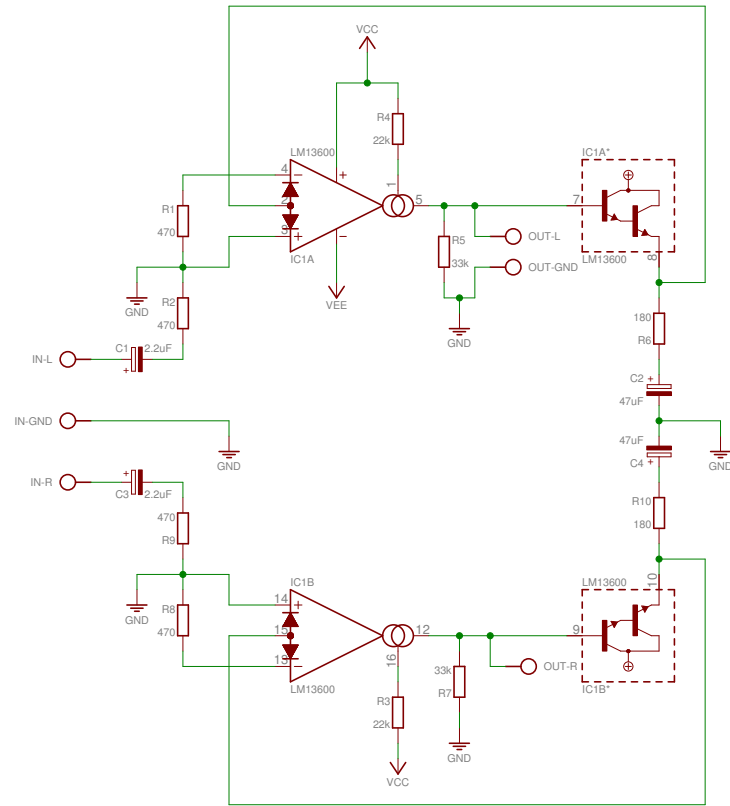 VCC
R4
22k
LM13600
IC1A*
4
−
+
1
2
5
7
R1
470
3
+
−
IC1A
R5
33k
OUT-L
OUT-GND
LM13600
8
GND
R2
470
VEE
GND
180
R6
IN-L
C1
2.2uF
+
C2
+
47uF
IN-GND
GND
47uF
C4
+
GND
IN-R
+
C3
2.2uF
470
R9
R10
180
GND
R8
470
IC1B
14
+
15
13
−
LM13600
12
16
LM13600
10
9
IC1B*
33k
R7
OUT-R
R3
22k
GND
VCC